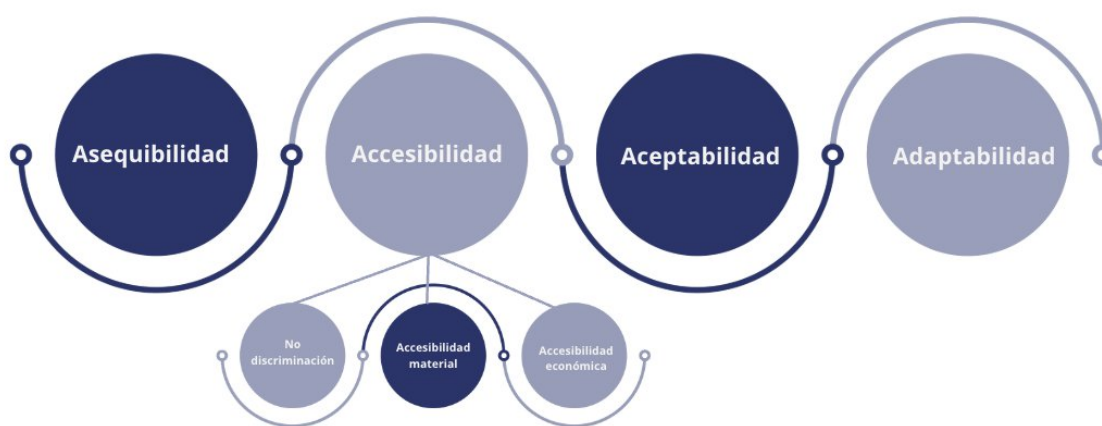 Asequibilidad
Accesibilidad
Aceptabilidad
Adaptabilidad
No
discriminación
Accesibilidad
material
Accesibilidad
económica